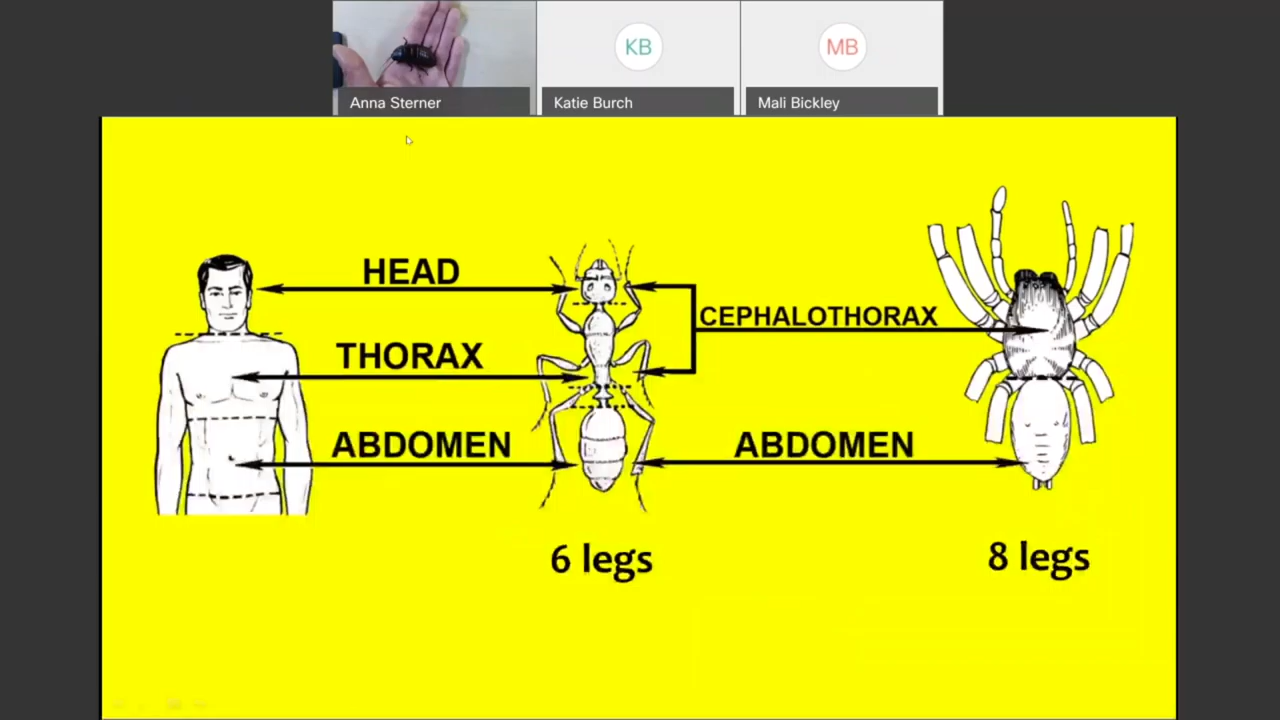 KB
MB
Anna Sterner
Katie Burch
Mali Bickley
HEAD
CEPHALOTHORAX
THORAX
ABDOMEN
ABDOMEN
6 legs
8 legs